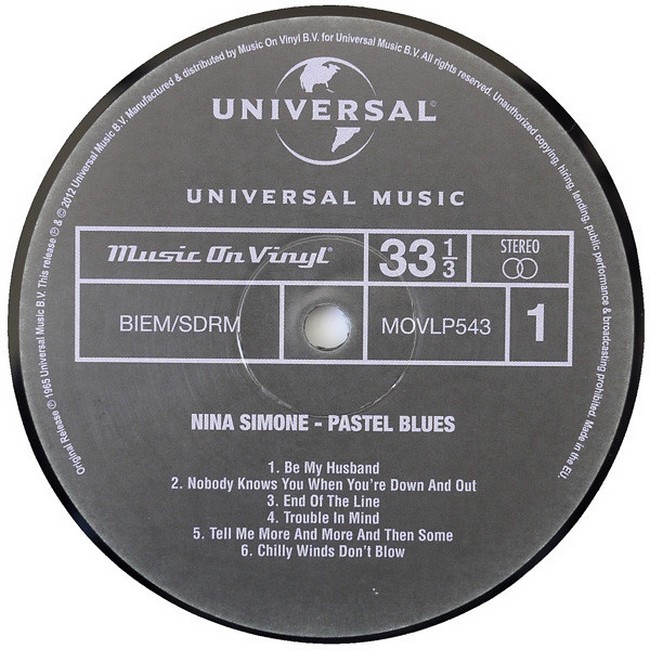 Original Release ℗ 1965 Universal Music B.V. This release ℗ & © 2012 Universal Music B.V. Manufactured & distributed by Music On Vinyl B.V. for Universal Music B.V. All rights reserved. Unauthorized copying, hiring, lending, public performance & broadcasting prohibited. Made in the EU.
UNIVERSAL
UNIVERSAL MUSIC
Music On Vinyl® 33 1/3 STEREO
BIEM/SDRM MOVLP543 1
NINA SIMONE - PASTEL BLUES
1. Be My Husband
2. Nobody Knows You When You're Down And Out
3. End Of The Line
4. Trouble In Mind
5. Tell Me More And More And Then Some
6. Chilly Winds Don't Blow